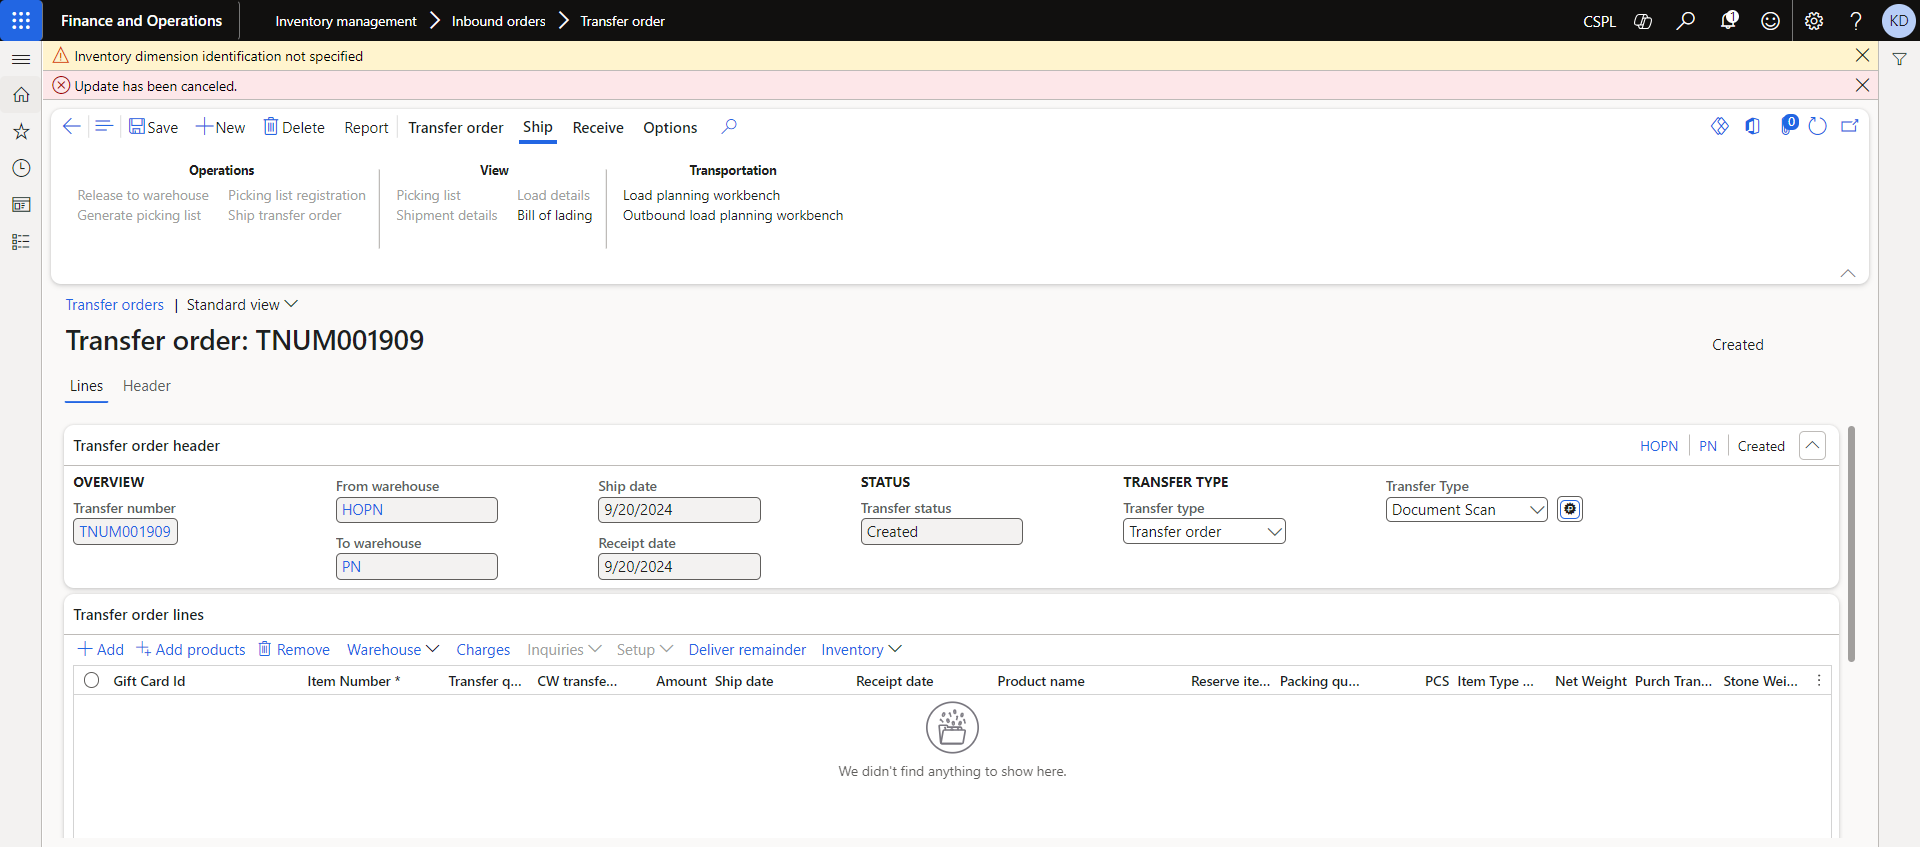 Finance and Operations
Inventory management > Inbound orders > Transfer order
CSPL
1
?
KD
Inventory dimension identification not specified
Update has been canceled.
Save
New
Delete
Report
Transfer order
Ship
Receive
Options
0
Operations
View
Transportation
Release to warehouse
Picking list registration
Picking list
Load details
Load planning workbench
Generate picking list
Ship transfer order
Shipment details
Bill of lading
Outbound load planning workbench
Transfer orders | Standard view
Transfer order: TNUM001909
Created
Lines
Header
Transfer order header
HOPN
PN
Created
OVERVIEW
Transfer number
TNUM001909
From warehouse
HOPN
To warehouse
PN
Ship date
9/20/2024
Receipt date
9/20/2024
STATUS
Transfer status
Created
TRANSFER TYPE
Transfer type
Transfer order
Transfer Type
Document Scan
Transfer order lines
Add
Add products
Remove
Warehouse
Charges
Inquiries
Setup
Deliver remainder
Inventory
Gift Card Id
Item Number *
Transfer q...
CW transfe...
Amount
Ship date
Receipt date
Product name
Reserve ite...
Packing qu...
PCS
Item Type ...
Net Weight
Purch Tran...
Stone Wei...
We didn't find anything to show here.